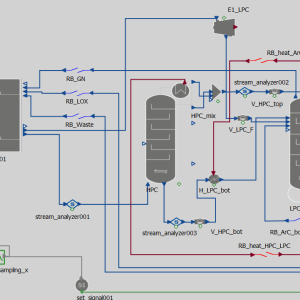 E1_LPC
RB_GN
RB_LOX
RB_Waste
RB_heat_Ar
stream_analyzer002
V_HPC_top
HPC_mix
V_LPC_F
01
HPC
H_LPC_bot
stream_analyzer001
stream_analyzer003
V_HPC_bot
LPC
RB_Arc_bo
RB_heat_HPC_LPC
ampling_x
set_signal001